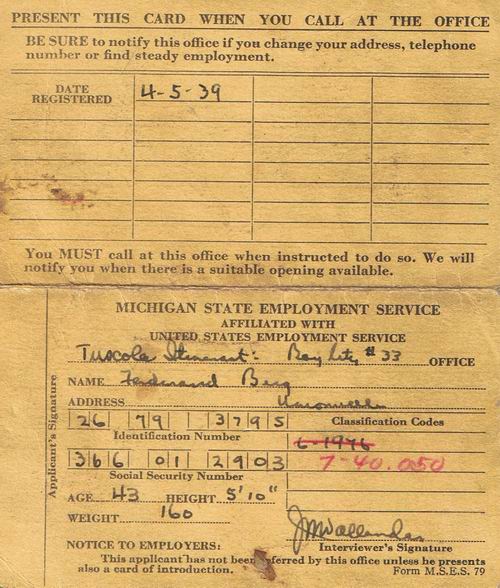 PRESENT THIS CARD WHEN YOU CALL AT THE OFFICE
BE SURE to notify this office if you change your address, telephone
number or find steady employment.
DATE
REGISTERED
4-5-39
You MUST call at this office when instructed to do so. We will
notify you when there is a suitable opening available.
MICHIGAN STATE EMPLOYMENT SERVICE
AFFILIATED WITH
UNITED STATES EMPLOYMENT SERVICE
Tuscola Itinerant: Bay City #33 OFFICE
NAME Ferdinand Berg
ADDRESS Unionville
26 79 3795 Classification Codes
Identification Number 6-1976
366 01 2903 7-40.050
Social Security Number
AGE 43 HEIGHT 5'10"
WEIGHT 160
Applicant's Signature
Interviewer's Signature
NOTICE TO EMPLOYERS:
This applicant has not been referred by this office unless he presents
also a card of introduction. Form M.S.E.S. 79